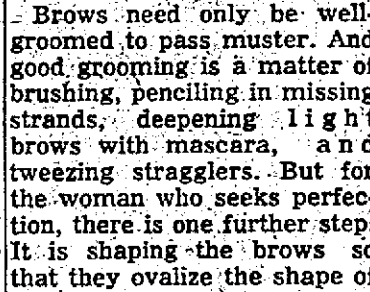 Brows need only be well-
groomed to pass muster. And
good grooming is a matter of
brushing, penciling in missing
strands, deepening light
brows with mascara, and
tweezing stragglers. But for
the woman who seeks perfec-
tion, there is one further step.
It is shaping the brows so
that they ovalize the shape of